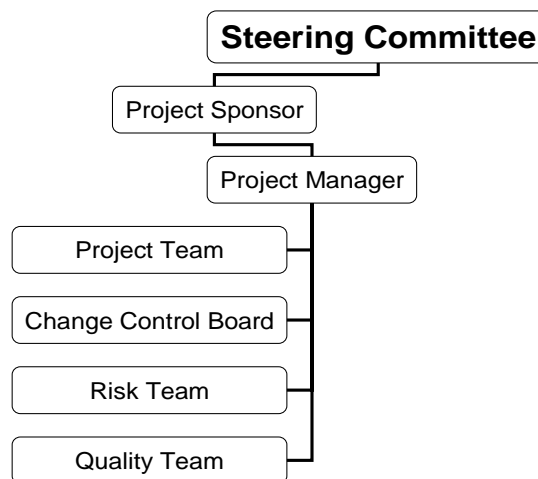 Steering Committee
Project Sponsor
Project Manager
Project Team
Change Control Board
Risk Team
Quality Team